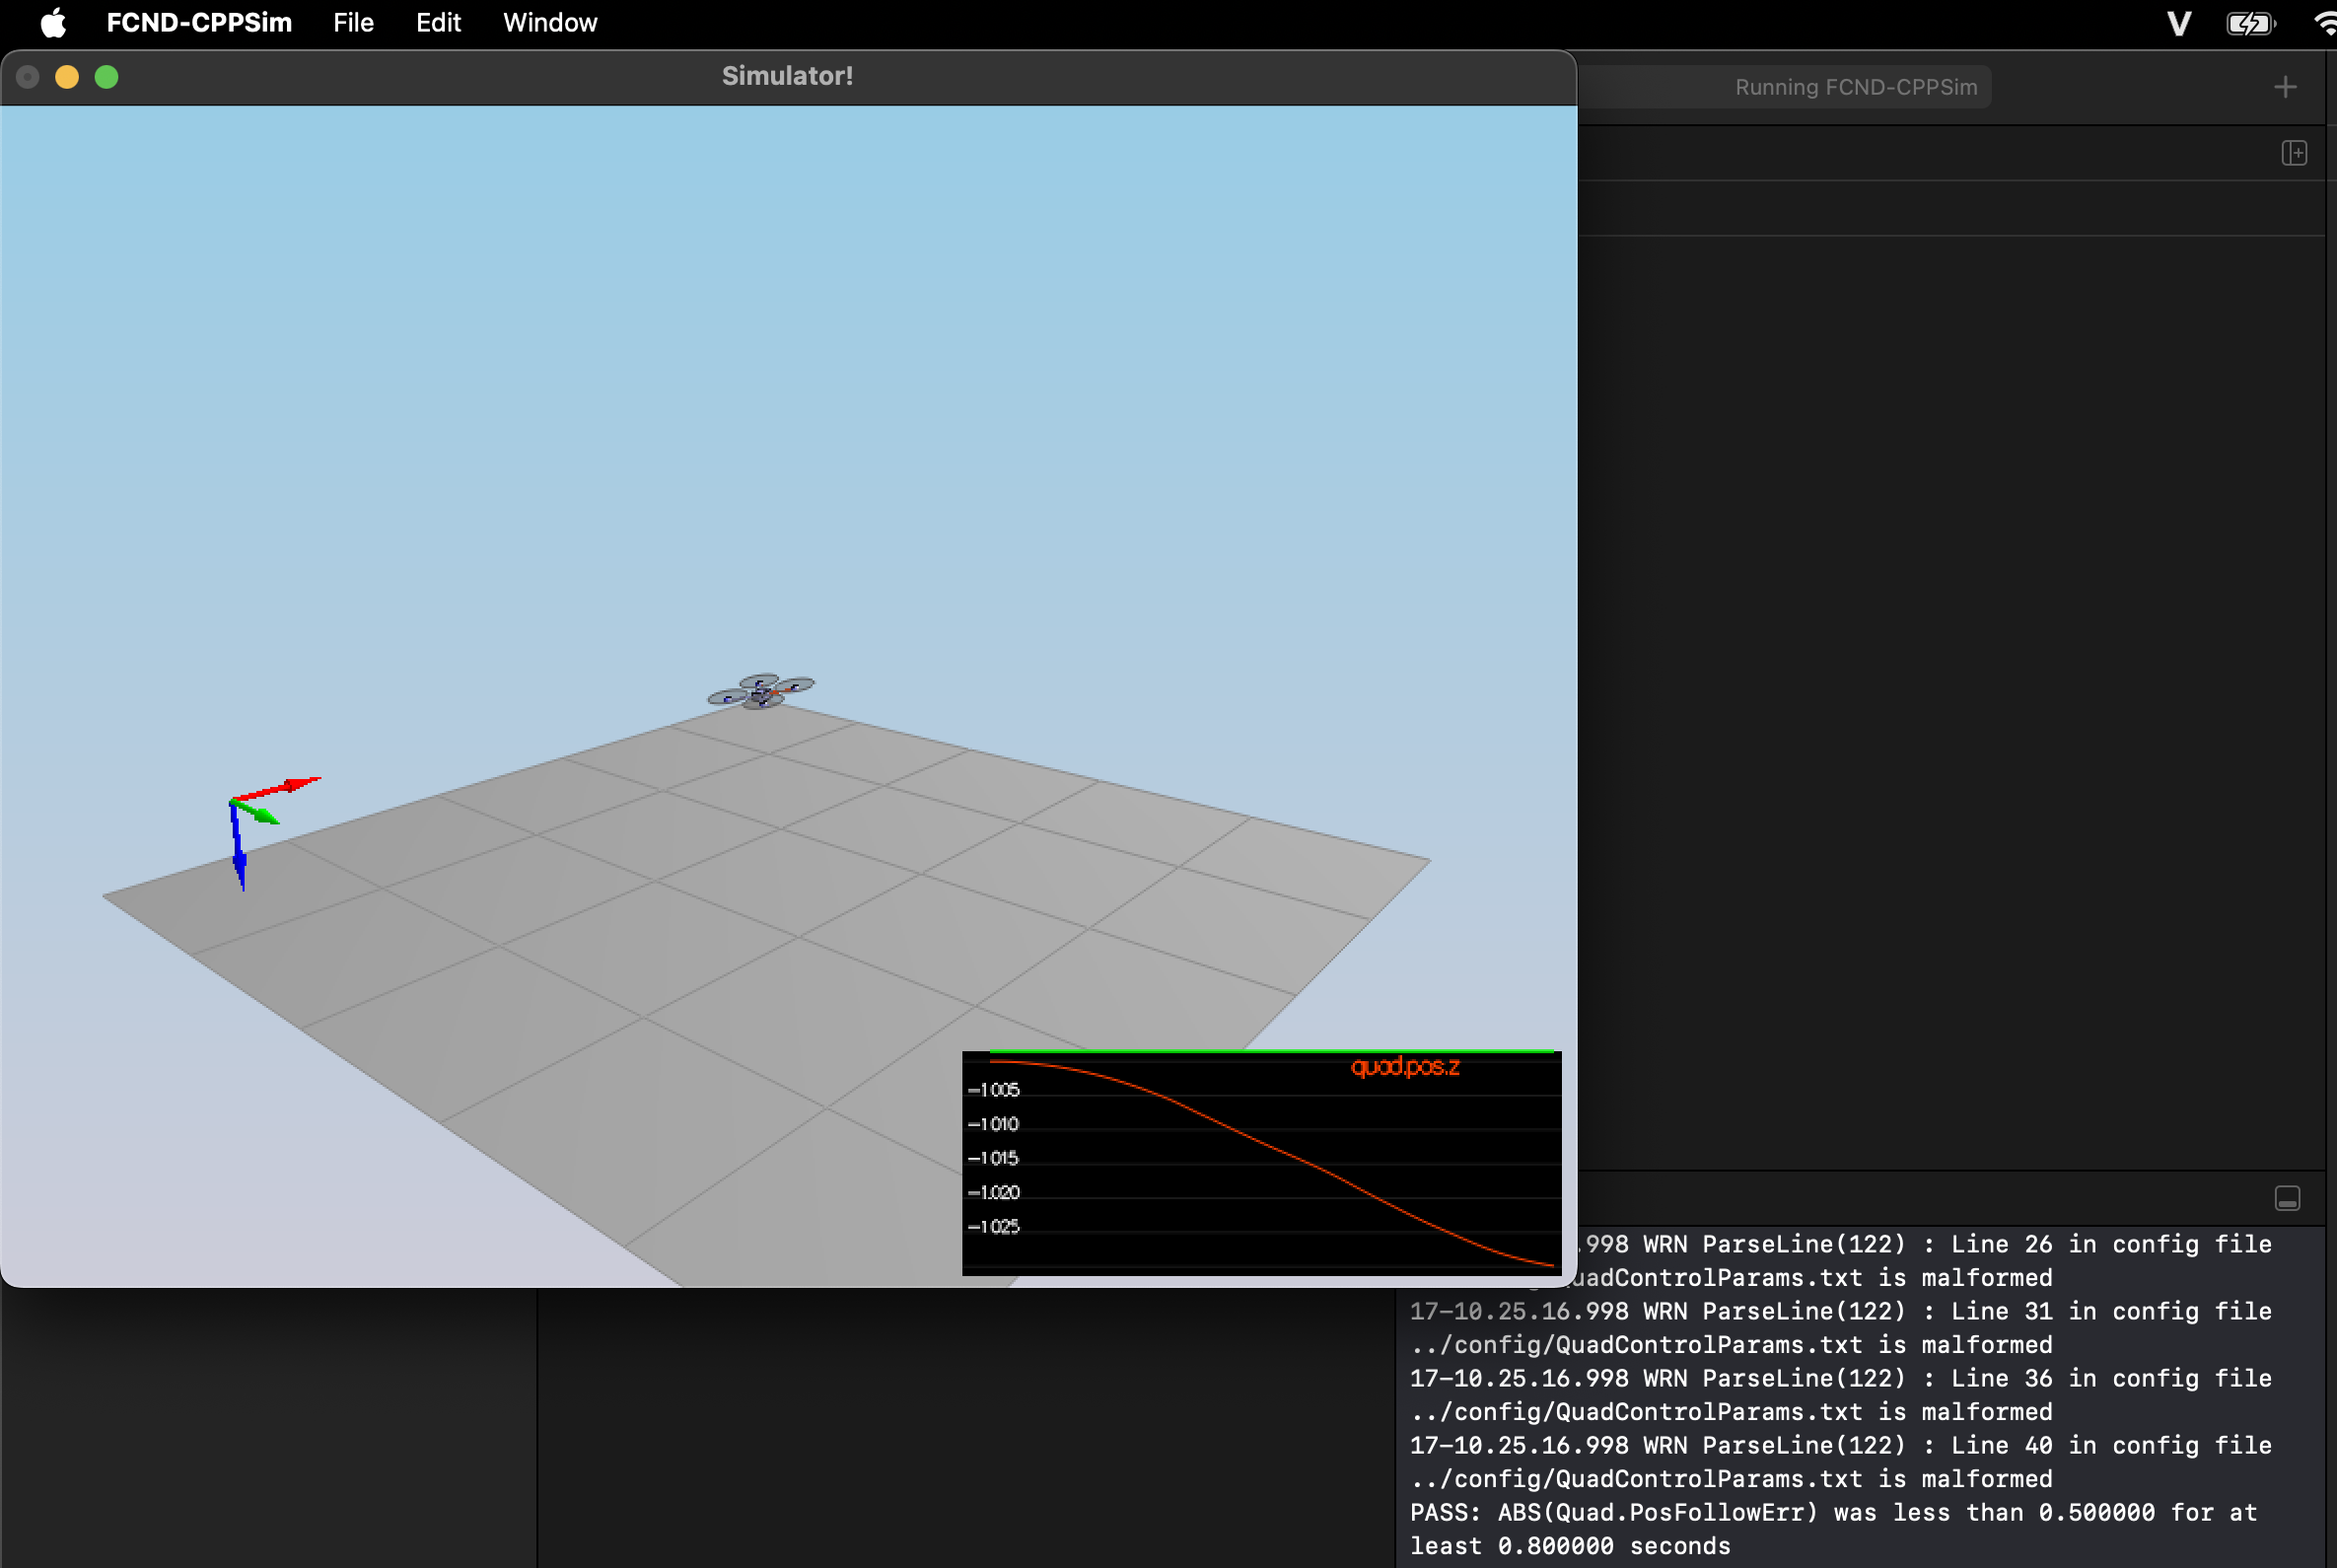 FCND-CPPSim File Edit Window
Simulator!
Running FCND-CPPSim
quad.pos.z
-1.005
-1.010
-1.015
-1.020
-1.025
.998 WRN ParseLine(122) : Line 26 in config file
uadControlParams.txt is malformed
17-10.25.16.998 WRN ParseLine(122) : Line 31 in config file
../config/QuadControlParams.txt is malformed
17-10.25.16.998 WRN ParseLine(122) : Line 36 in config file
../config/QuadControlParams.txt is malformed
17-10.25.16.998 WRN ParseLine(122) : Line 40 in config file
../config/QuadControlParams.txt is malformed
PASS: ABS(Quad.PosFollowErr) was less than 0.500000 for at
least 0.800000 seconds